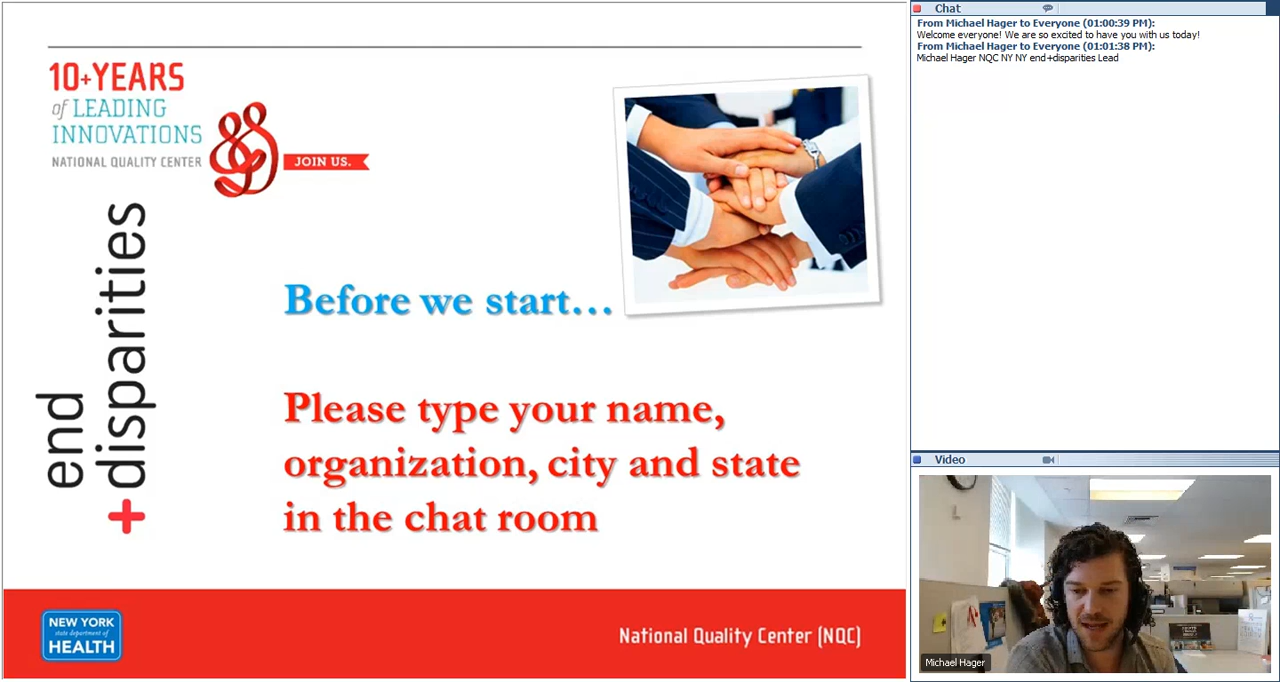 10+YEARS
of LEADING
INNOVATIONS
NATIONAL QUALITY CENTER
JOIN US.
end
+disparities
Before we start…
Please type your name,
organization, city and state
in the chat room
NEW YORK
state department of
HEALTH
National Quality Center (NQC)
Chat
From Michael Hager to Everyone (01:00:39 PM):
Welcome everyone! We are so excited to have you with us today!
From Michael Hager to Everyone (01:01:38 PM):
Michael Hager NQC NY NY end+disparities Lead
Video
Michael Hager